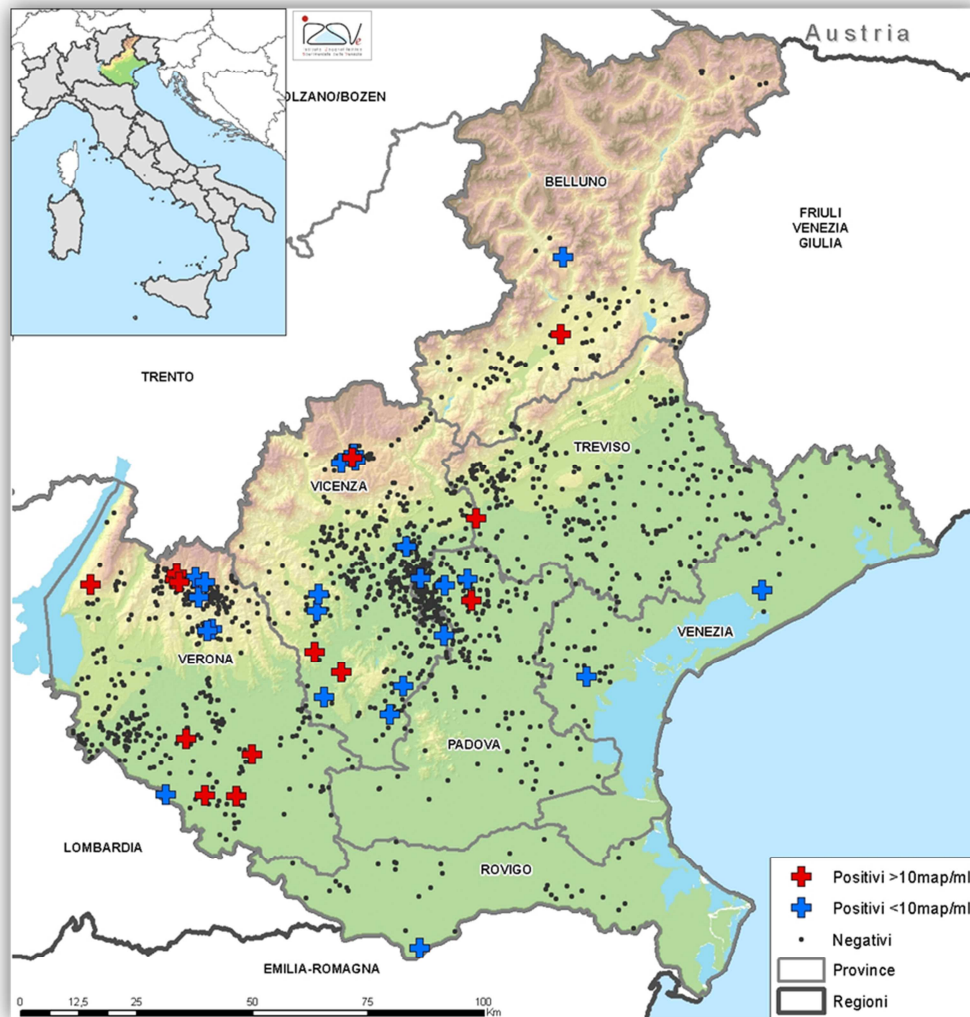 Austria
OLZANO/BOZEN
BELLUNO
FRIULI
VENEZIA
GIULIA
TRENTO
TREVISO
VICENZA
VENEZIA
VERONA
PADOVA
LOMBARDIA
ROVIGO
EMILIA-ROMAGNA
Positivi >10map/ml
Positivi <10map/ml
Negativi
Province
Regioni
0 12,5 25 50 75 100
Km